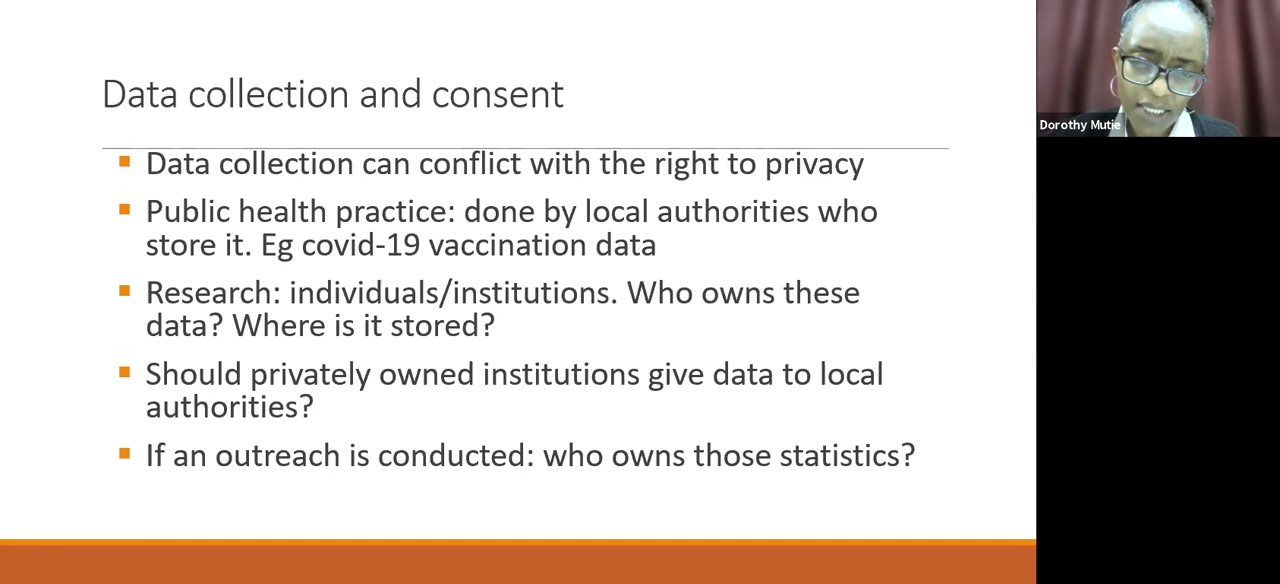 Data collection and consent
Data collection can conflict with the right to privacy
Public health practice: done by local authorities who
store it. Eg covid-19 vaccination data
Research: individuals/institutions. Who owns these
data? Where is it stored?
Should privately owned institutions give data to local
authorities?
If an outreach is conducted: who owns those statistics?
Dorothy Mutie